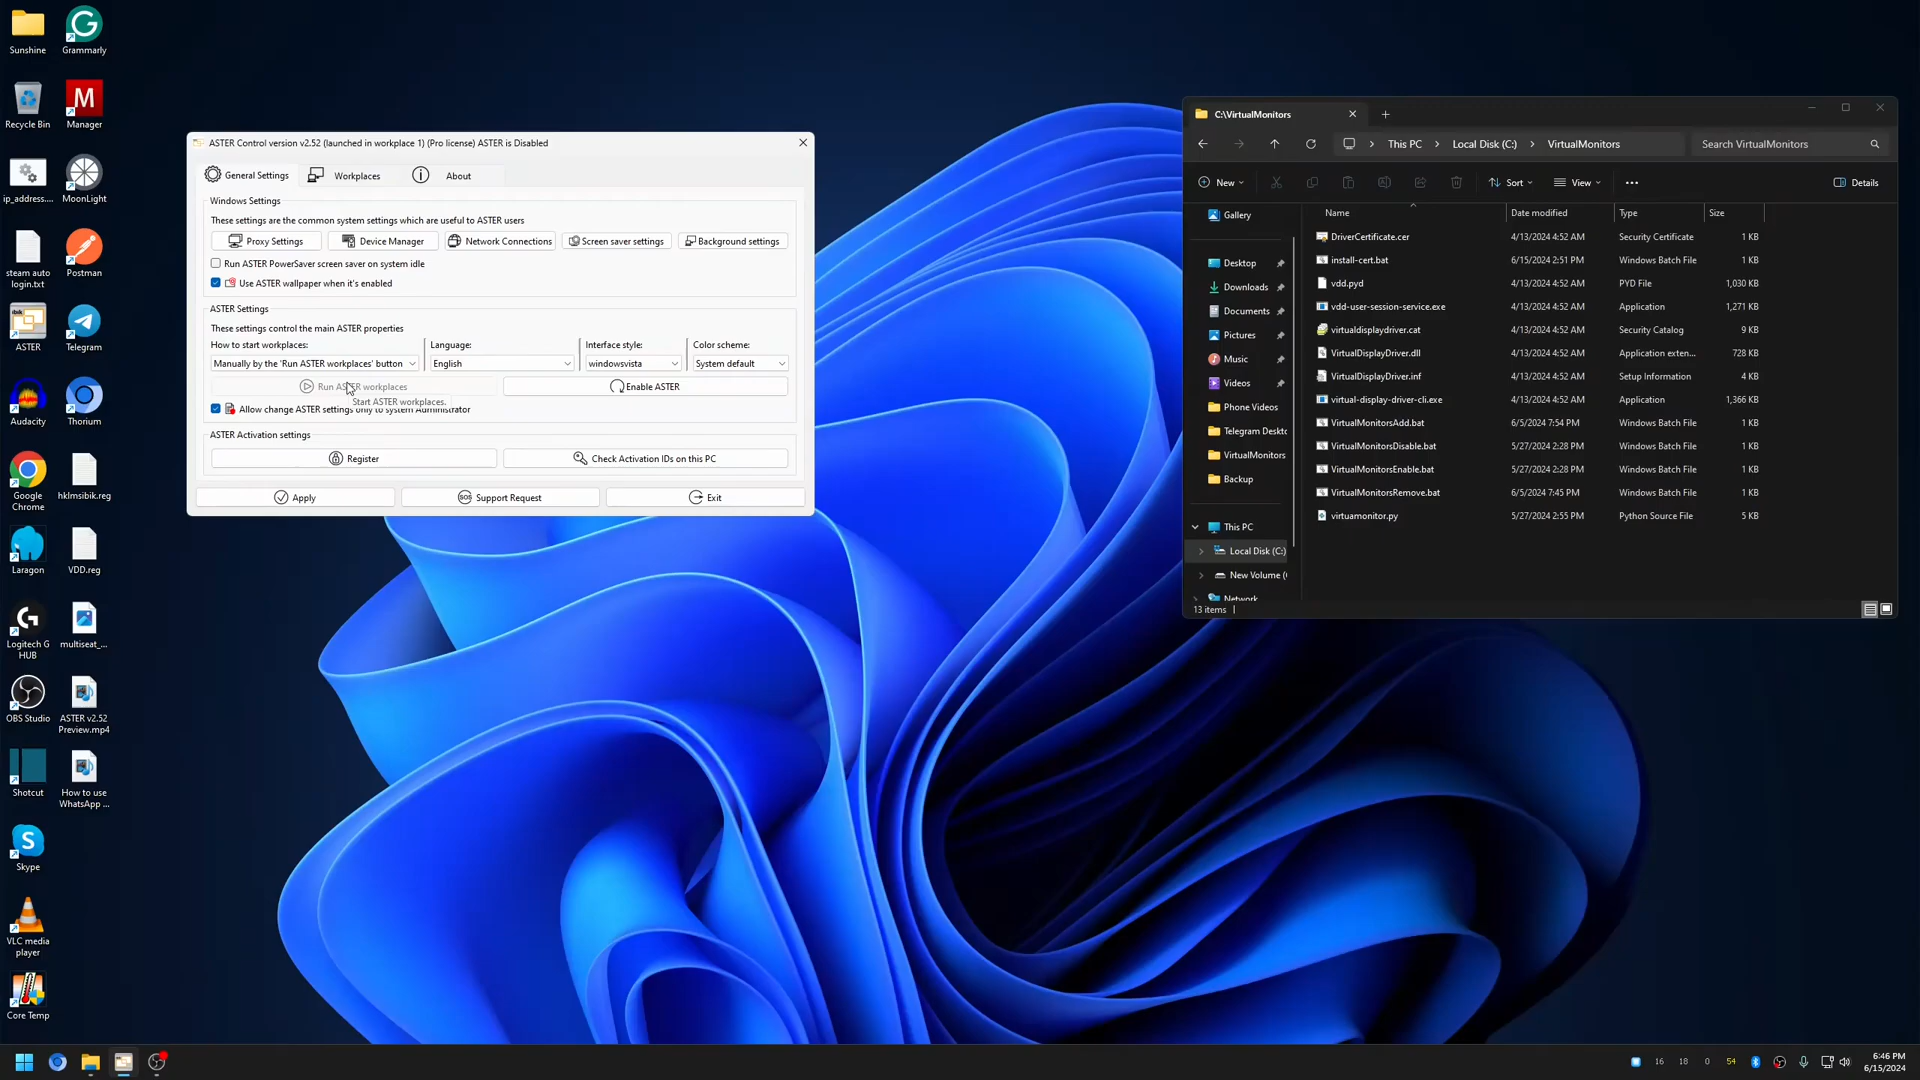 Sunshine
Grammarly
Recycle Bin
Manager
ip_address....
MoonLight
steam auto
login.txt
Postman
ASTER
Telegram
Audacity
Thorium
Google
Chrome
hklmsibik.reg
Laragon
VDD.reg
Logitech G
HUB
multiseat_...
OBS Studio
ASTER v2.52
Preview.mp4
Shotcut
How to use
WhatsApp ...
Skype
VLC media
player
Core Temp
ASTER Control version v2.52 (launched in workplace 1) (Pro license) ASTER is Disabled
General Settings
Workplaces
About
Windows Settings
These settings are the common system settings which are useful to ASTER users
Proxy Settings
Device Manager
Network Connections
Screen saver settings
Background settings
Run ASTER PowerSaver screen saver on system idle
Use ASTER wallpaper when it's enabled
ASTER Settings
These settings control the main ASTER properties
How to start workplaces:
Language:
Interface style:
Color scheme:
Manually by the 'Run ASTER workplaces' button
English
windowsvista
System default
Run ASTER workplaces
Enable ASTER
Start ASTER workplaces.
Allow change ASTER settings only to system Administrator
ASTER Activation settings
Register
Check Activation IDs on this PC
Apply
SOS Support Request
Exit
C:\VirtualMonitors
This PC
Local Disk (C:)
VirtualMonitors
Search VirtualMonitors
New
Sort
View
Details
Gallery
Desktop
Downloads
Documents
Pictures
Music
Videos
Phone Videos
Telegram Deskto
VirtualMonitors
Backup
This PC
Local Disk (C:)
New Volume (
Network
Name Date modified Type Size
DriverCertificate.cer 4/13/2024 4:52 AM Security Certificate 1 KB
install-cert.bat 6/15/2024 2:51 PM Windows Batch File 1 KB
vdd.pyd 4/13/2024 4:52 AM PYD File 1,030 KB
vdd-user-session-service.exe 4/13/2024 4:52 AM Application 1,271 KB
virtualdisplaydriver.cat 4/13/2024 4:52 AM Security Catalog 9 KB
VirtualDisplayDriver.dll 4/13/2024 4:52 AM Application exten... 728 KB
VirtualDisplayDriver.inf 4/13/2024 4:52 AM Setup Information 4 KB
virtual-display-driver-cli.exe 4/13/2024 4:52 AM Application 1,366 KB
VirtualMonitorsAdd.bat 6/5/2024 7:54 PM Windows Batch File 1 KB
VirtualMonitorsDisable.bat 5/27/2024 2:28 PM Windows Batch File 1 KB
VirtualMonitorsEnable.bat 5/27/2024 2:28 PM Windows Batch File 1 KB
VirtualMonitorsRemove.bat 6/5/2024 7:45 PM Windows Batch File 1 KB
virtuamonitor.py 5/27/2024 2:55 PM Python Source File 5 KB
13 items
16 18 0 54
6:46 PM
6/15/2024